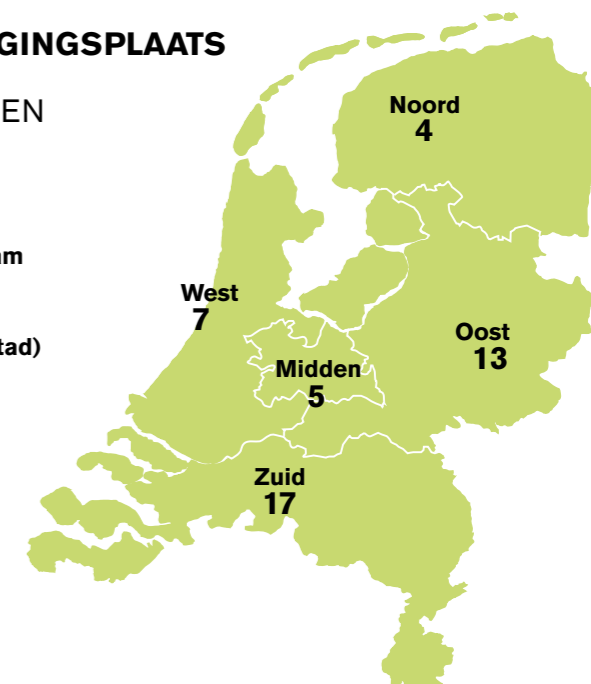 GINGSPLAATS
EN
am
tad)
Noord
4
West
7
Oost
13
Midden
5
Zuid
17